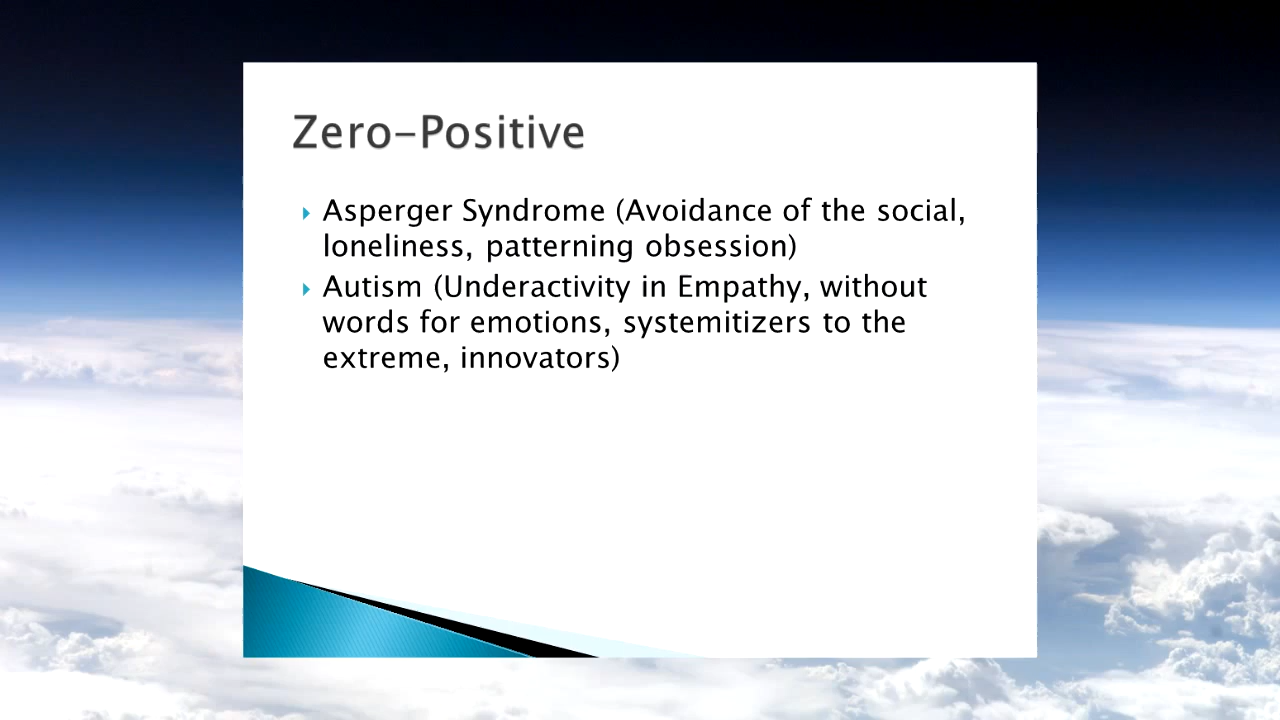 Zero-Positive
Asperger Syndrome (Avoidance of the social,
loneliness, patterning obsession)
Autism (Underactivity in Empathy, without
words for emotions, systemitizers to the
extreme, innovators)